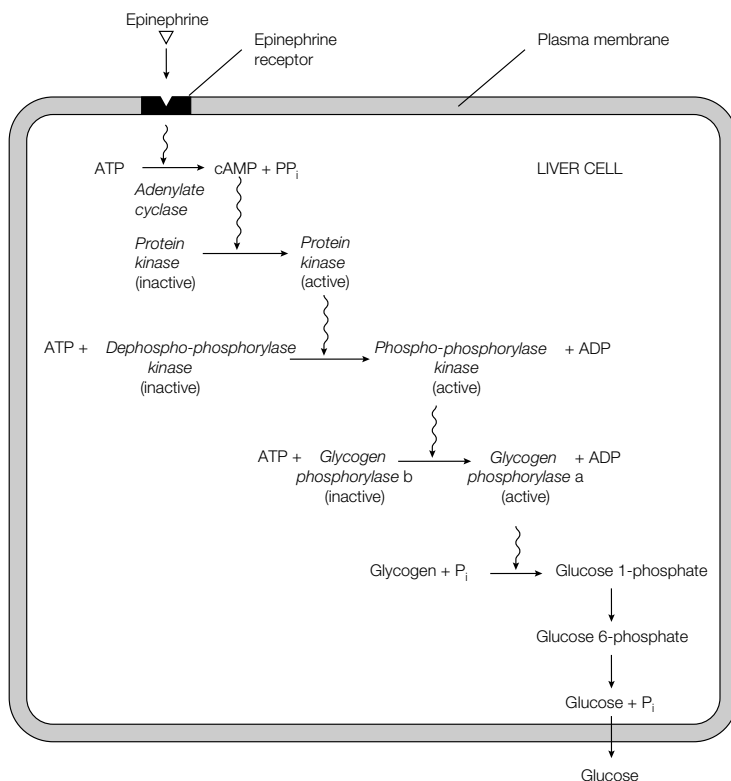 Epinephrine
Epinephrine
receptor
Plasma membrane
ATP
cAMP + PPi
LIVER CELL
Adenylate
cyclase
Protein
kinase
(inactive)
Protein
kinase
(active)
ATP +
Dephospho-phosphorylase
kinase
(inactive)
Phospho-phosphorylase
kinase
(active)
+ ADP
ATP +
Glycogen
phosphorylase b
(inactive)
Glycogen
phosphorylase a
(active)
+ ADP
Glycogen + Pi
Glucose 1-phosphate
Glucose 6-phosphate
Glucose + Pi
Glucose